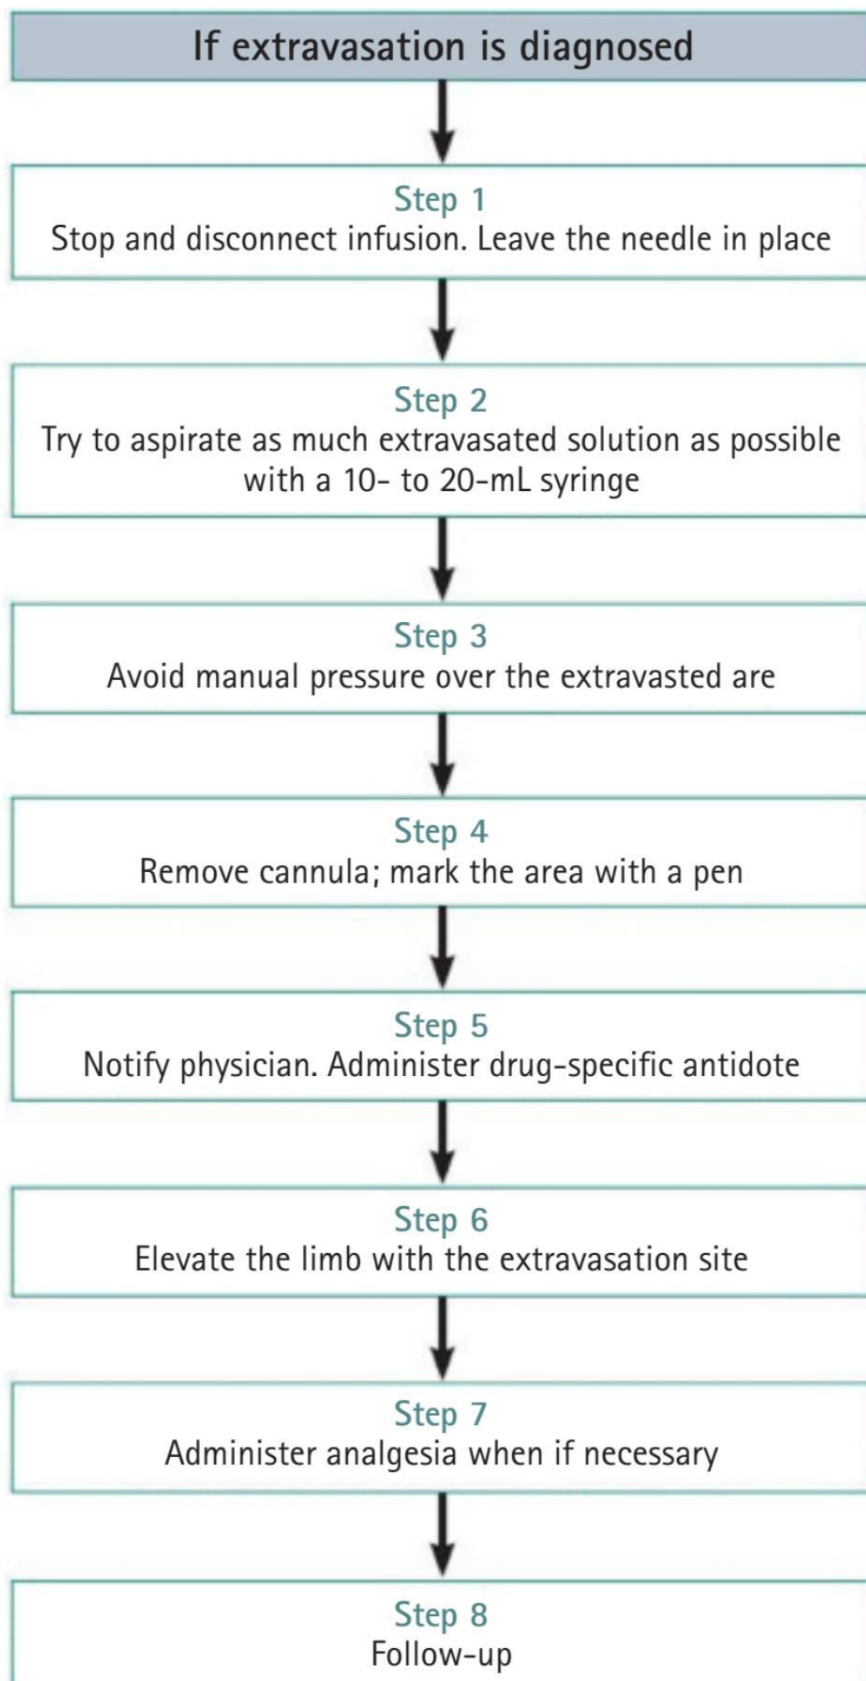 If extravasation is diagnosed
Step 1
Stop and disconnect infusion. Leave the needle in place
Step 2
Try to aspirate as much extravasated solution as possible
with a 10- to 20-mL syringe
Step 3
Avoid manual pressure over the extravasted are
Step 4
Remove cannula; mark the area with a pen
Step 5
Notify physician. Administer drug-specific antidote
Step 6
Elevate the limb with the extravasation site
Step 7
Administer analgesia when if necessary
Step 8
Follow-up